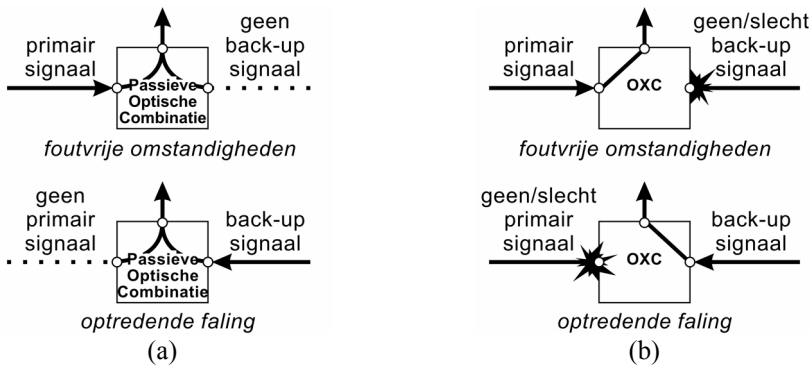 primair
signaal
Passieve
Optische
Combinatie
geen
back-up
signaal
foutvrije omstandigheden
geen
primair
signaal
Passieve
Optische
Combinatie
back-up
signaal
optredende faling
(a)
primair
signaal
OXC
geen/slecht
back-up
signaal
foutvrije omstandigheden
geen/slecht
primair
signaal
OXC
back-up
signaal
optredende faling
(b)